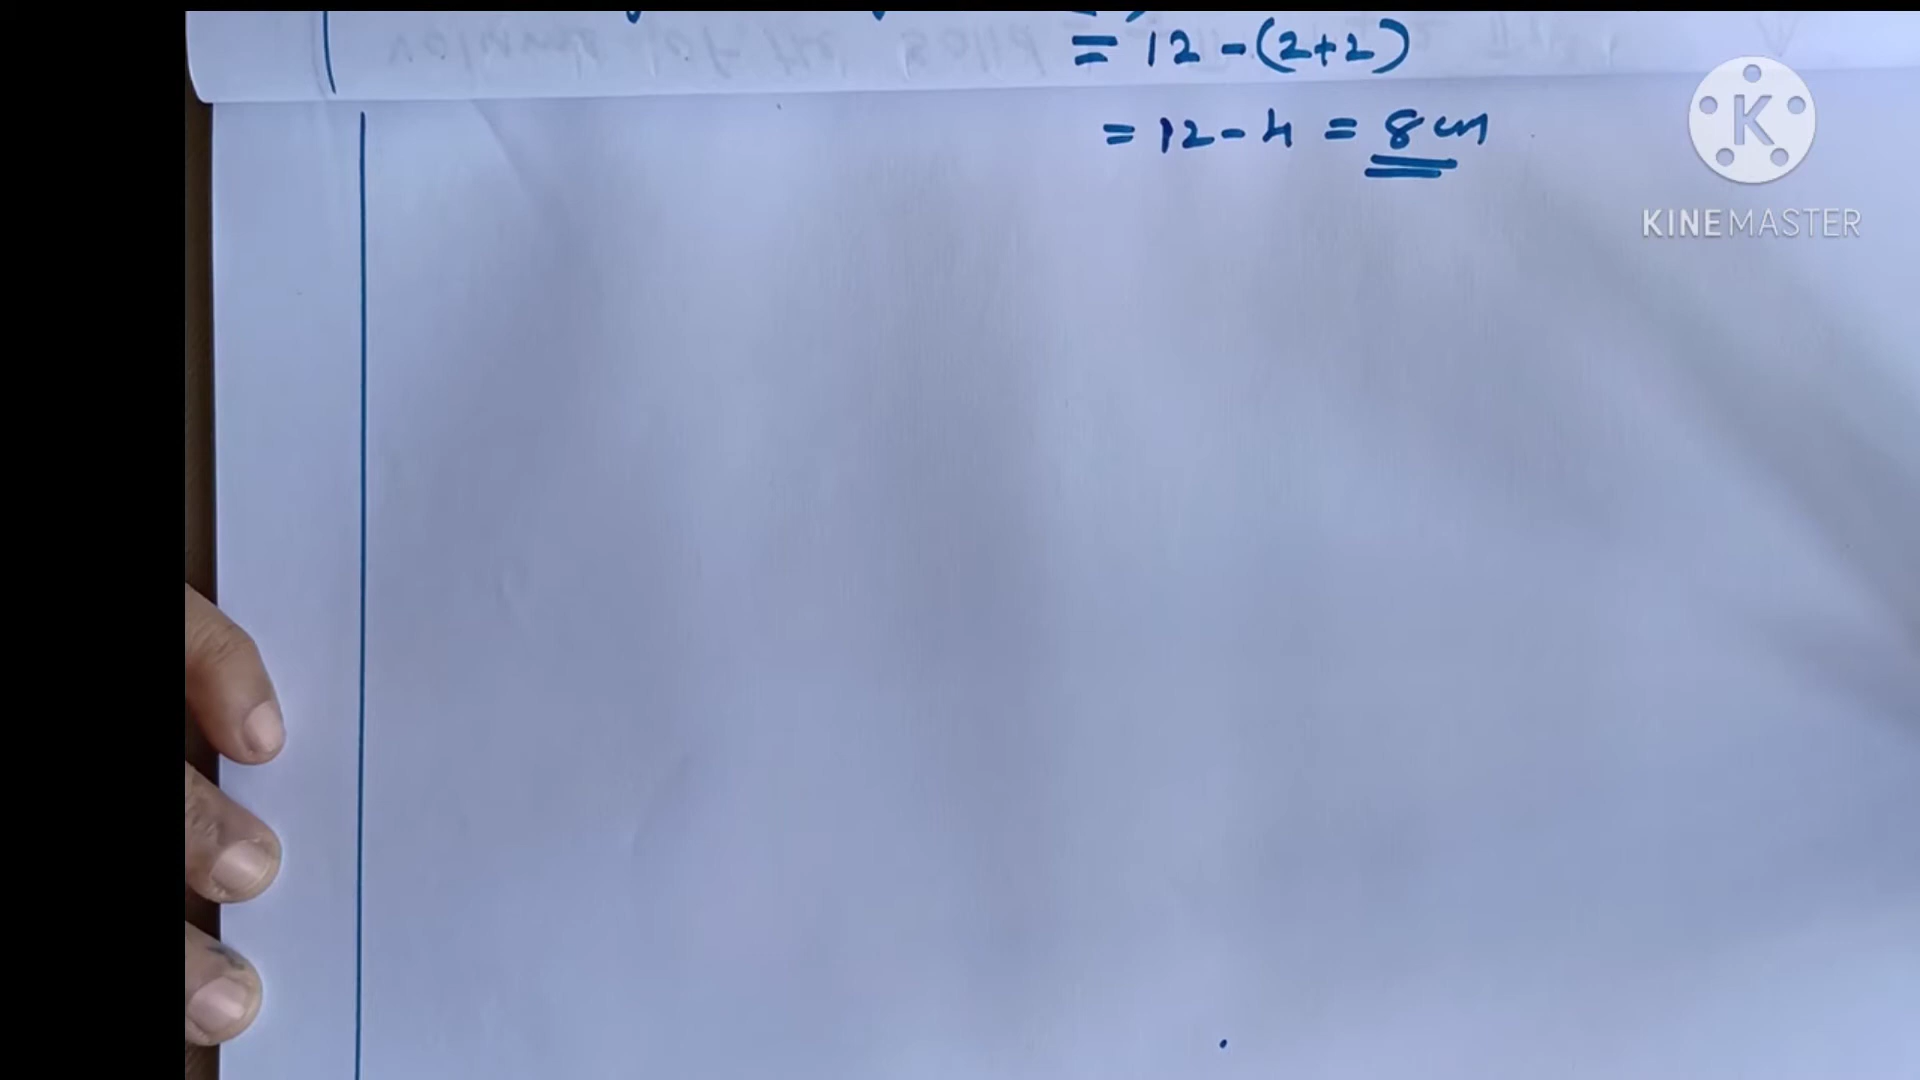 = 12 - (2+2)
= 12 - 4 = 8 cm
K
KINEMASTER